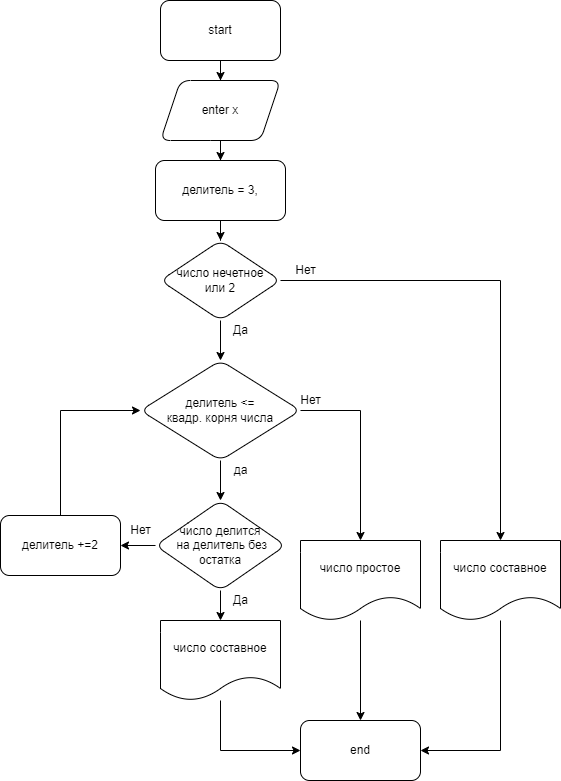 start
enter x
делитель = 3,
число нечетное
или 2
Нет
Да
делитель <=
квадр. корня числа
Нет
да
число делится
на делитель без
остатка
Нет
делитель +=2
Да
число простое
число составное
число составное
end